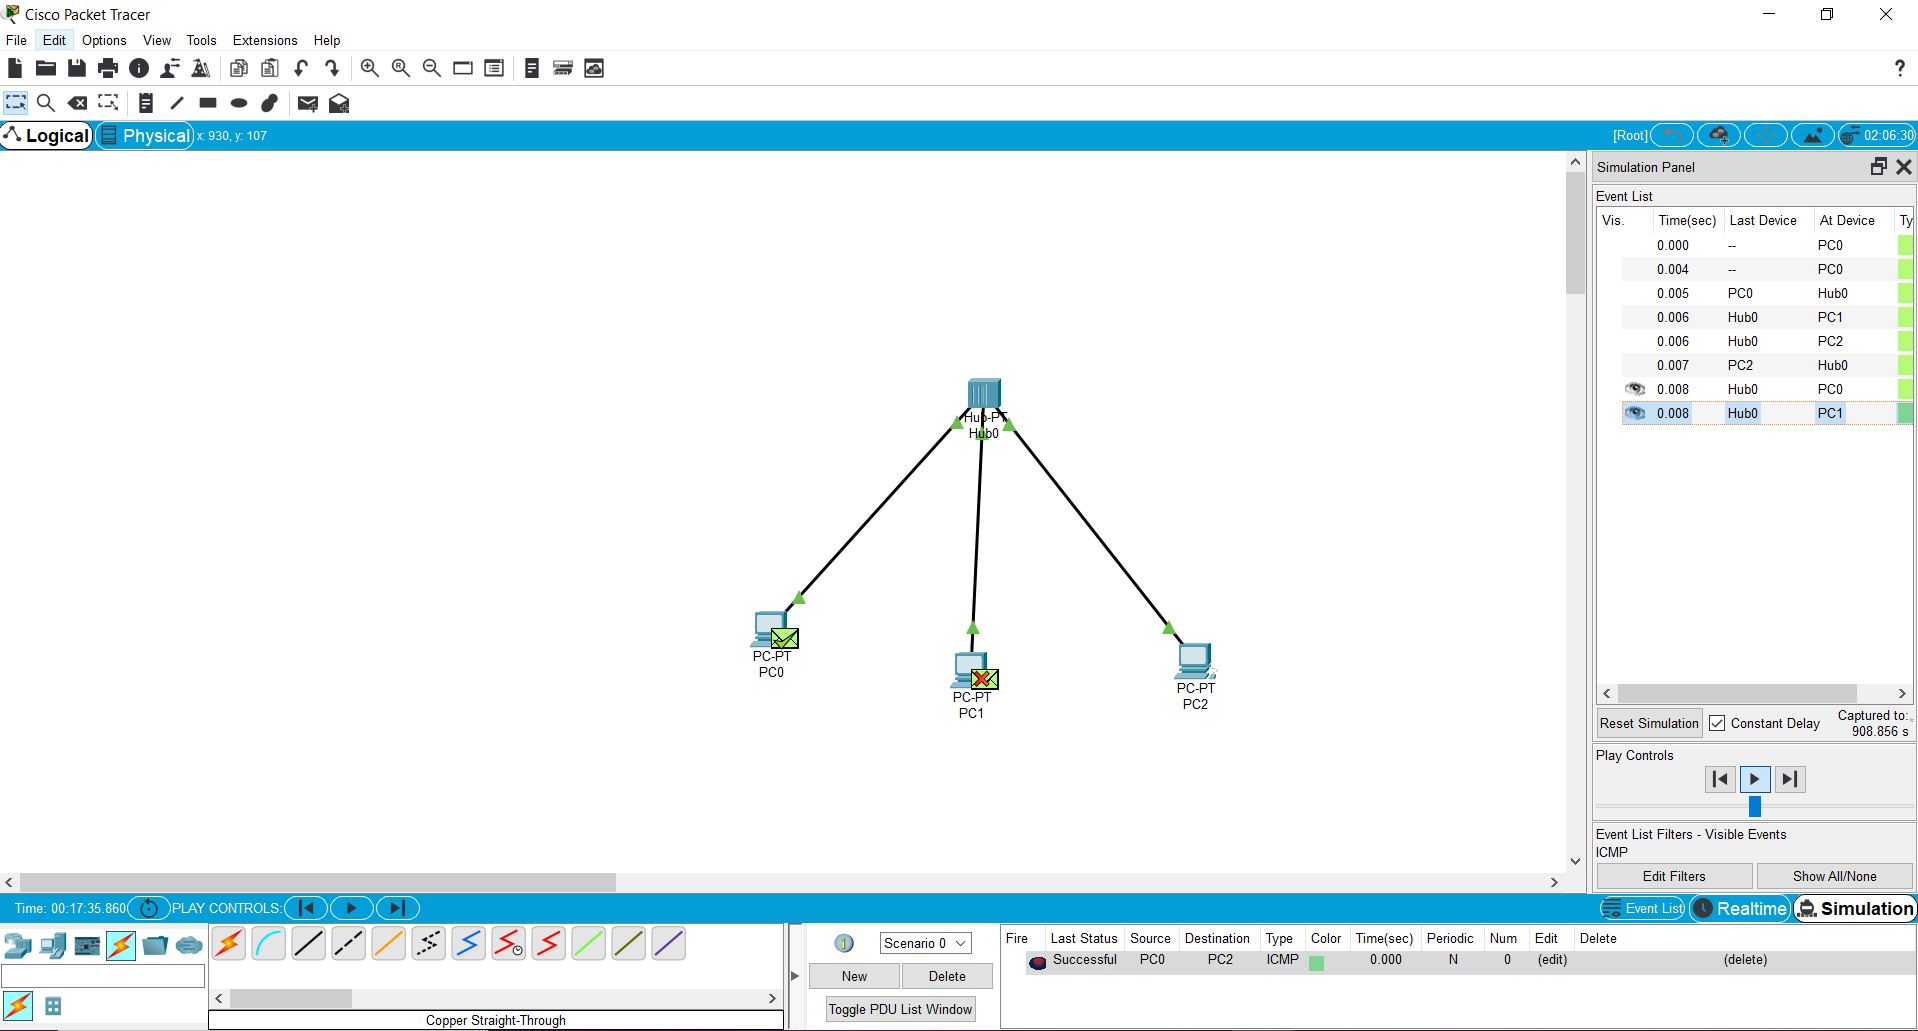 Cisco Packet Tracer
File Edit Options View Tools Extensions Help
?
Logical Physical x: 930, y: 107 [Root] 02:06:30
Simulation Panel
Event List
Vis. Time(sec) Last Device At Device Ty
0.000 -- PC0
0.004 -- PC0
0.005 PC0 Hub0
0.006 Hub0 PC1
0.006 Hub0 PC2
0.007 PC2 Hub0
0.008 Hub0 PC0
0.008 Hub0 PC1
Hub-PT
Hub0
PC-PT
PC0
PC-PT
PC1
PC-PT
PC2
Reset Simulation Constant Delay Captured to:
908.856 s
Play Controls
Event List Filters - Visible Events
ICMP
Edit Filters Show All/None
Time: 00:17:35.860 PLAY CONTROLS: Event List Realtime Simulation
Scenario 0
New Delete
Toggle PDU List Window
Fire Last Status Source Destination Type Color Time(sec) Periodic Num Edit Delete
Successful PC0 PC2 ICMP 0.000 N 0 (edit) (delete)
Copper Straight-Through